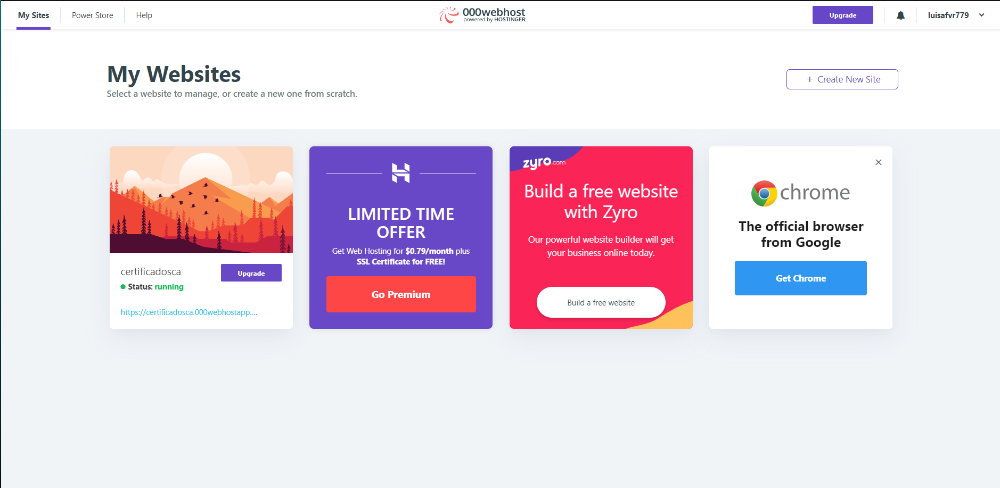 My Sites
Power Store
Help
000webhost
powered by HOSTINGER
Upgrade
luisafvr779
My Websites
Select a website to manage, or create a new one from scratch.
+ Create New Site
certificadosca
Upgrade
Status: running
https://certificadosca.000webhostapp....
LIMITED TIME
OFFER
Get Web Hosting for $0.79/month plus
SSL Certificate for FREE!
Go Premium
zyro.com
Build a free website
with Zyro
Our powerful website builder will get
your business online today.
Build a free website
chrome
The official browser
from Google
Get Chrome